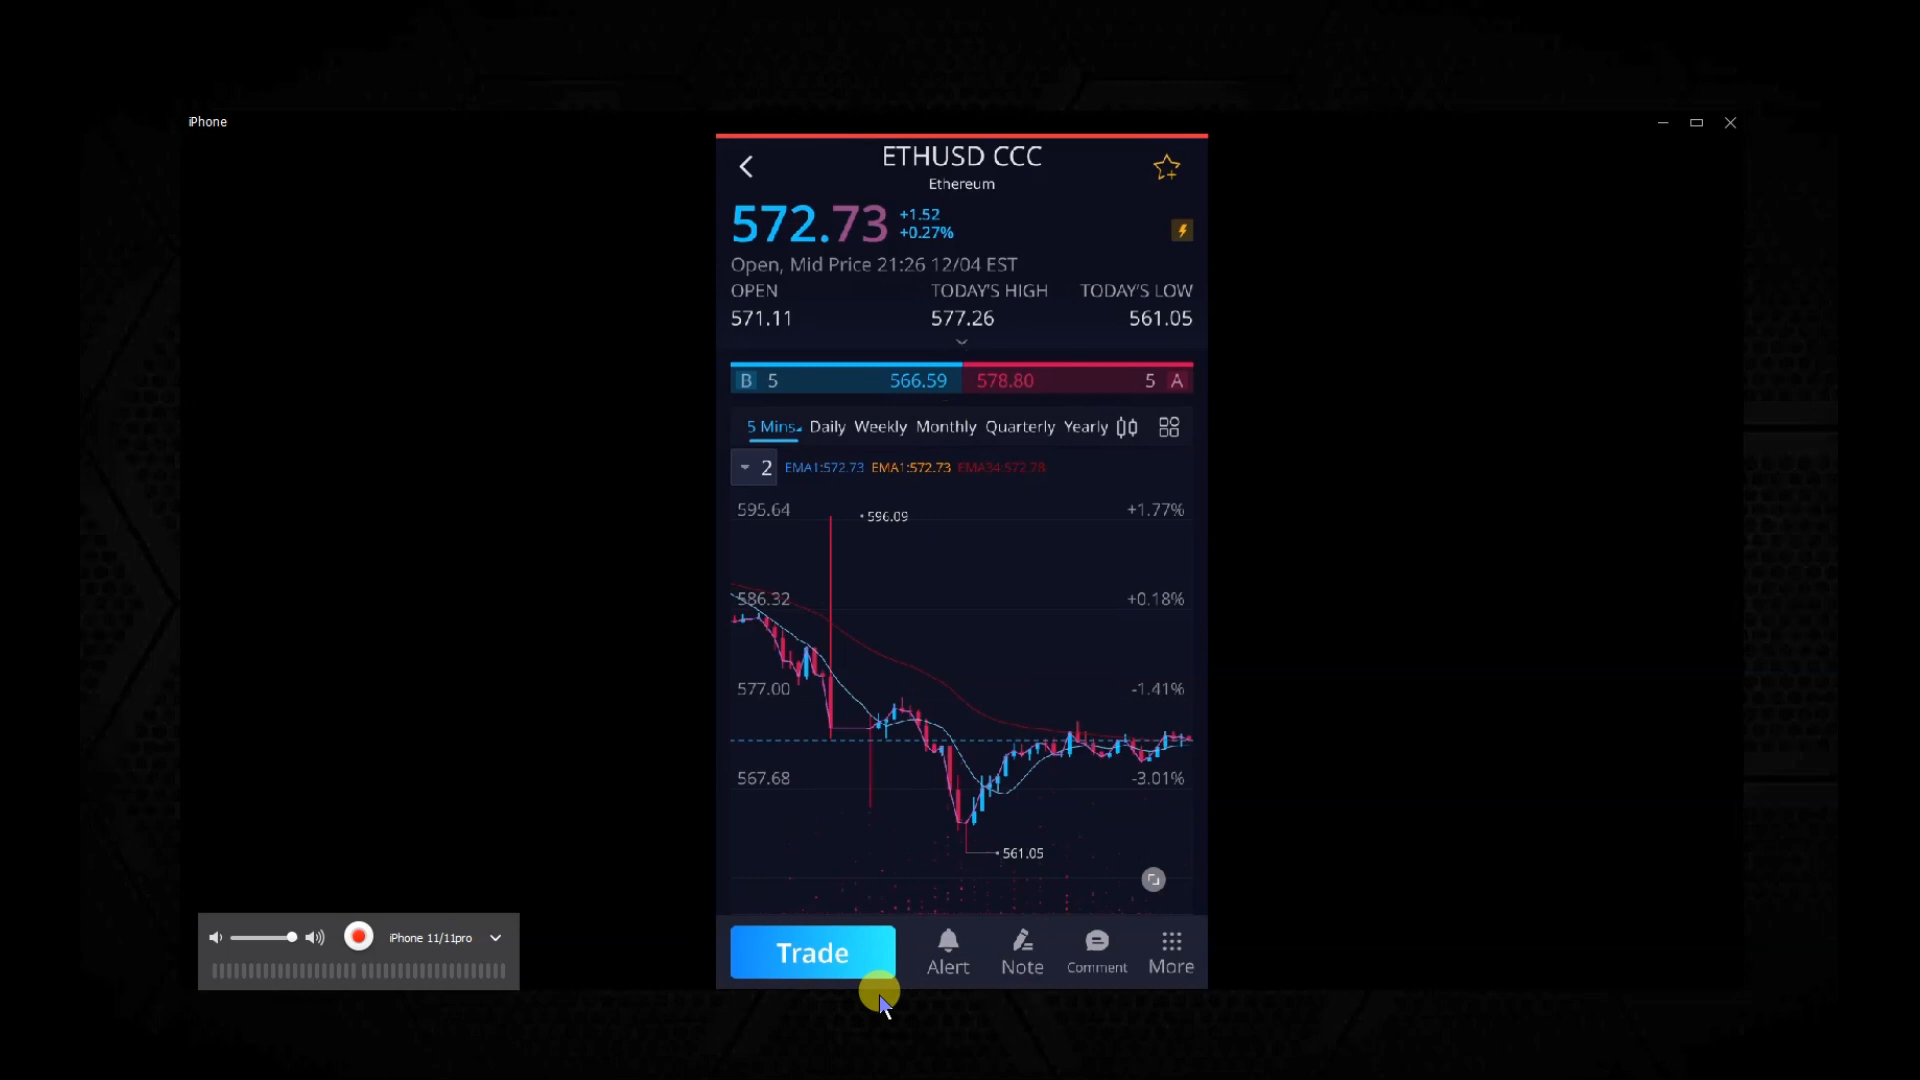 iPhone
ETHUSD CCC
Ethereum
572.73
+1.52
+0.27%
Open, Mid Price 21:26 12/04 EST
OPEN TODAY'S HIGH TODAY'S LOW
571.11 577.26 561.05
B 5 566.59 578.80 5 A
5 Mins Daily Weekly Monthly Quarterly Yearly
2 EMA1:572.73 EMA1:572.73 EMA34:572.78
595.64 596.09 +1.77%
586.32 +0.18%
577.00 -1.41%
567.68 -3.01%
561.05
Trade Alert Note Comment More
iPhone 11/11pro